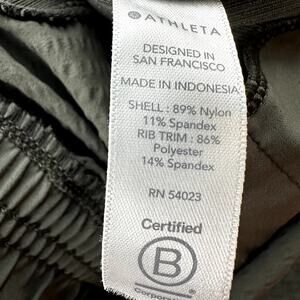 ATHLETA
DESIGNED IN
SAN FRANCISCO
MADE IN INDONESIA
SHELL : 89% Nylon
11% Spandex
RIB TRIM : 86%
Polyester
14% Spandex
RN 54023
Certified
B
Corporation